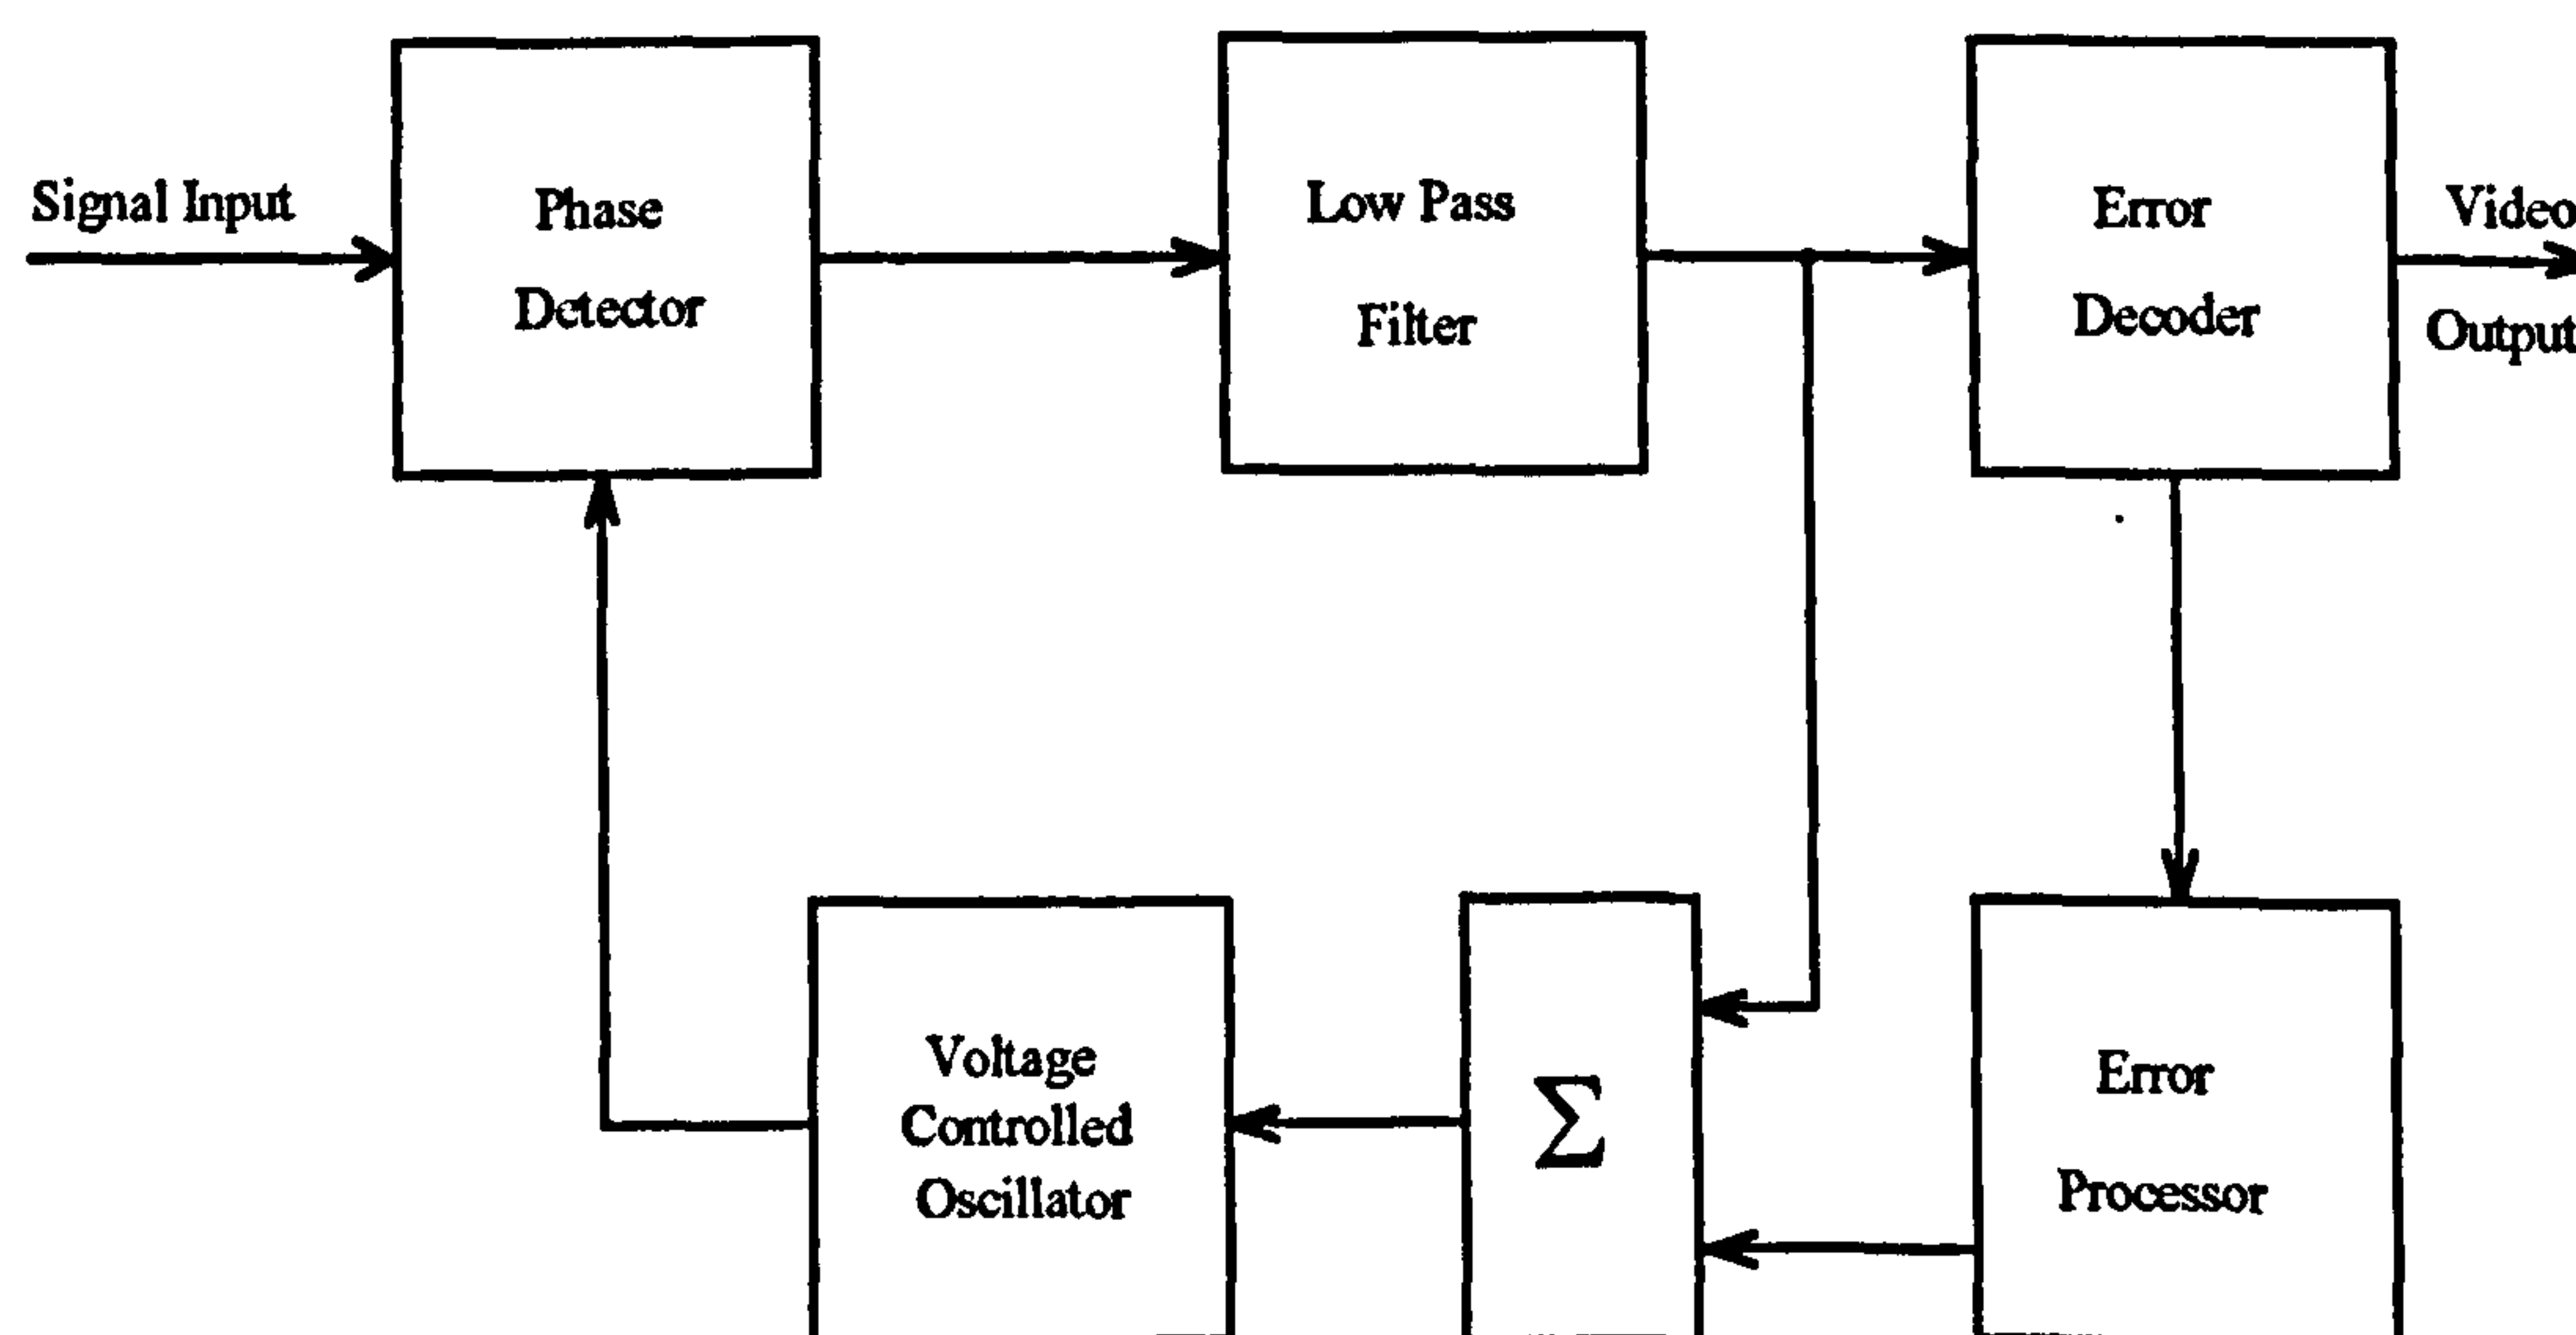 Signal Input
Phase
Detector
Low Pass
Filter
Error
Decoder
Video
Output
Voltage
Controlled
Oscillator
Σ
Error
Processor